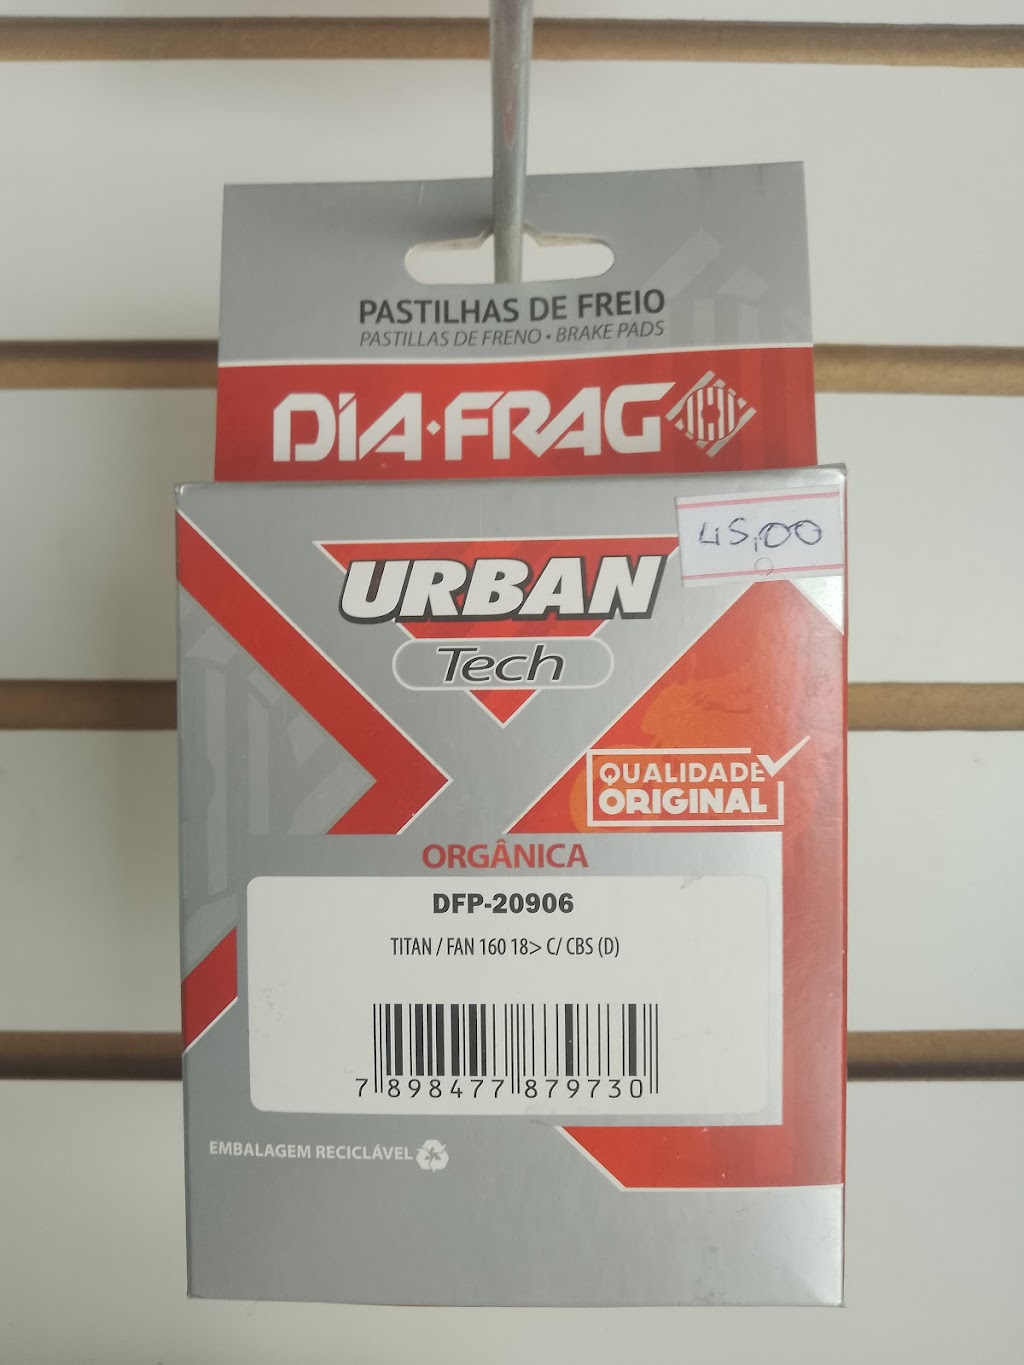 PASTILHAS DE FREIO
PASTILLAS DE FRENO • BRAKE PADS
DIA·FRAG
45,00
URBAN
Tech
QUALIDADE
ORIGINAL
ORGÂNICA
DFP-20906
TITAN / FAN 160 18> C/ CBS (D)
7 898477 879730
EMBALAGEM RECICLÁVEL